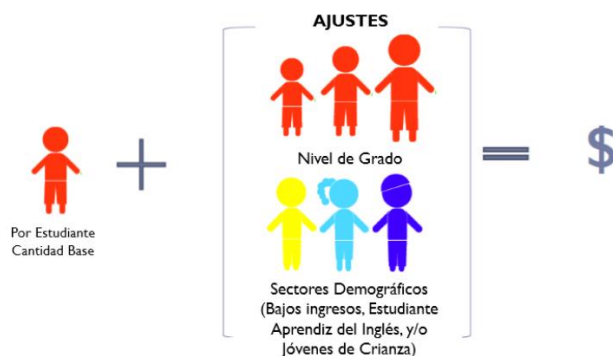 AJUSTES
Nivel de Grado
Por Estudiante
Cantidad Base
+
=
$
Sectores Demográficos
(Bajos ingresos, Estudiante
Aprendiz del Inglés, y/o
Jóvenes de Crianza)